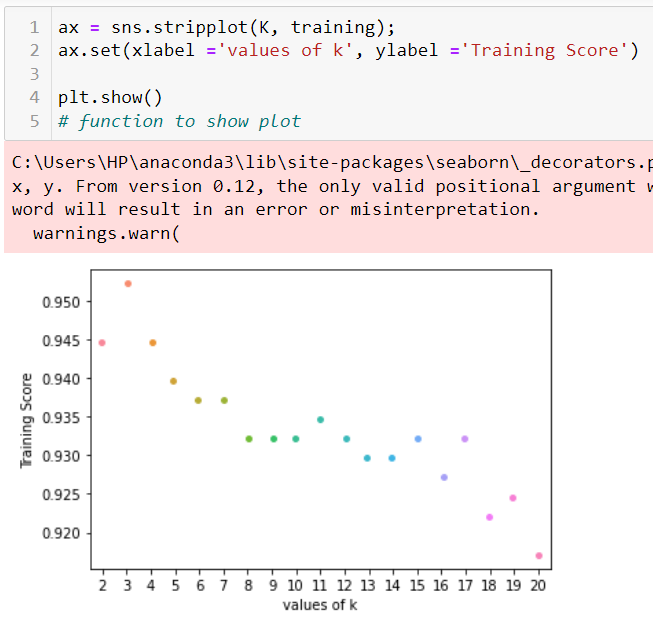 1 ax = sns.stripplot(K, training);
2 ax.set(xlabel ='values of k', ylabel ='Training Score')
3
4 plt.show()
5 # function to show plot
C:\Users\HP\anaconda3\lib\site-packages\seaborn\_decorators.p
x, y. From version 0.12, the only valid positional argument w
word will result in an error or misinterpretation.
warnings.warn(
0.950
0.945
0.940
0.935
0.930
0.925
0.920
Training Score
2 3 4 5 6 7 8 9 10 11 12 13 14 15 16 17 18 19 20
values of k